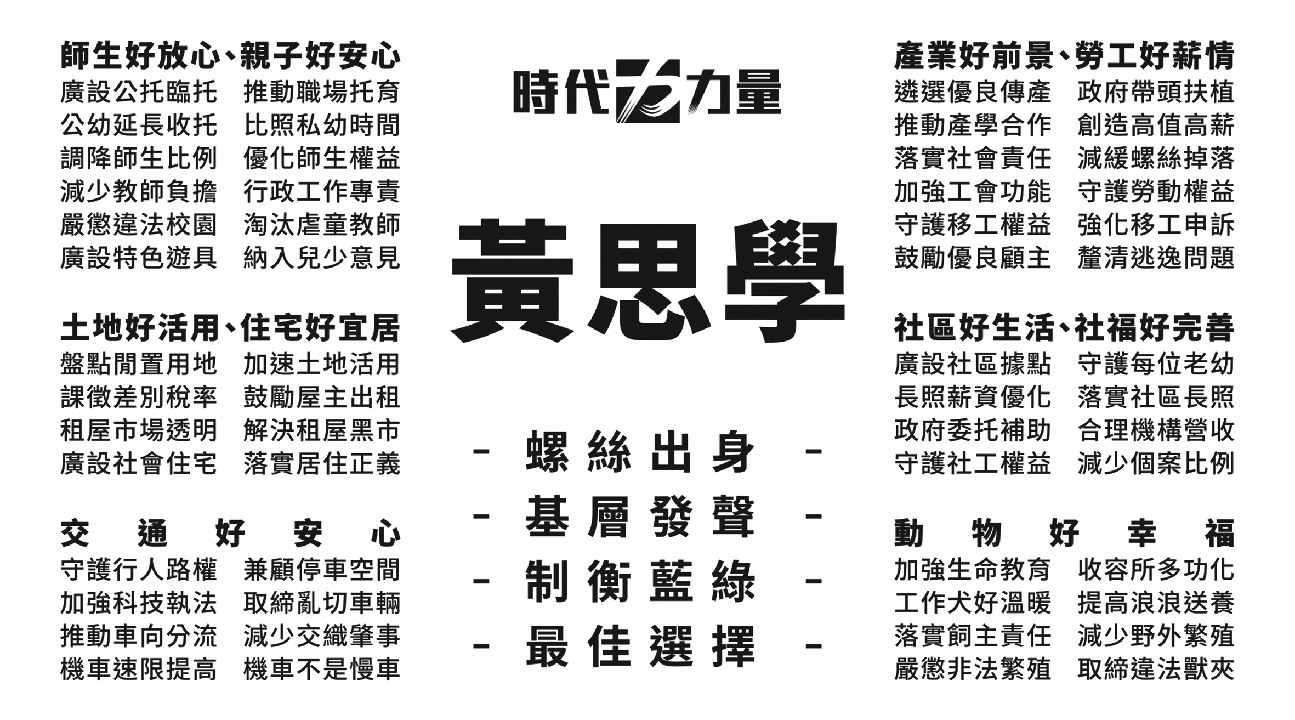 師生好放心、親子好安心
廣設公托臨托　推動職場托育
公幼延長收托　比照私幼時間
調降師生比例　優化師生權益
減少教師負擔　行政工作專責
嚴懲違法校園　淘汰虐童教師
廣設特色遊具　納入兒少意見
土地好活用、住宅好宜居
盤點閒置用地　加速土地活用
課徵差別稅率　鼓勵屋主出租
租屋市場透明　解決租屋黑市
廣設社會住宅　落實居住正義
交通好安心
守護行人路權　兼顧停車空間
加強科技執法　取締亂切車輛
推動車向分流　減少交織肇事
機車速限提高　機車不是慢車
時代力量
黃思學
- 螺絲出身 -
- 基層發聲 -
- 制衡藍綠 -
- 最佳選擇 -
產業好前景、勞工好薪情
遴選優良傳產　政府帶頭扶植
推動產學合作　創造高值高薪
落實社會責任　減緩螺絲掉落
加強工會功能　守護勞動權益
守護移工權益　強化移工申訴
鼓勵優良顧主　釐清逃逸問題
社區好生活、社福好完善
廣設社區據點　守護每位老幼
長照薪資優化　落實社區長照
政府委托補助　合理機構營收
守護社工權益　減少個案比例
動物好幸福
加強生命教育　收容所多功化
工作犬好溫暖　提高浪浪送養
落實飼主責任　減少野外繁殖
嚴懲非法繁殖　取締違法獸夾